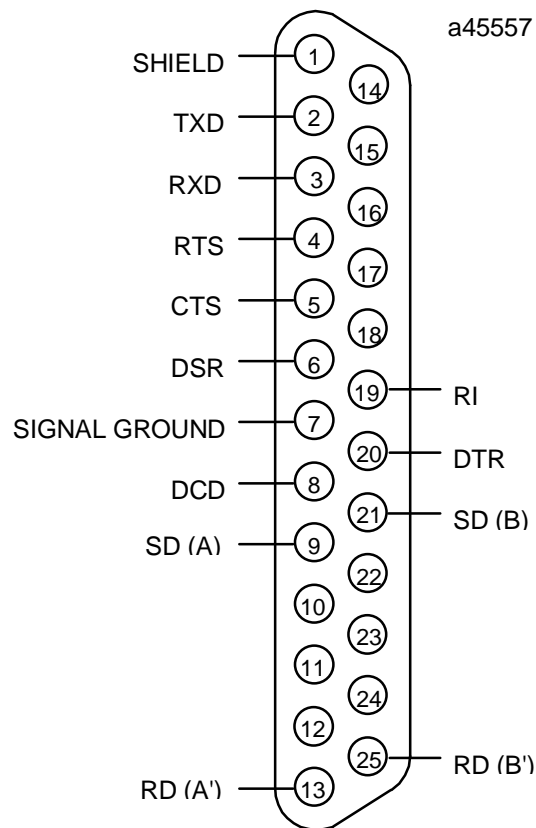 a45557
SHIELD
1
14
TXD
2
15
RXD
3
16
RTS
4
17
CTS
5
18
DSR
6
19
RI
SIGNAL GROUND
7
20
DTR
DCD
8
21
SD (B)
SD (A)
9
22
10
23
11
24
12
25
RD (B')
RD (A')
13